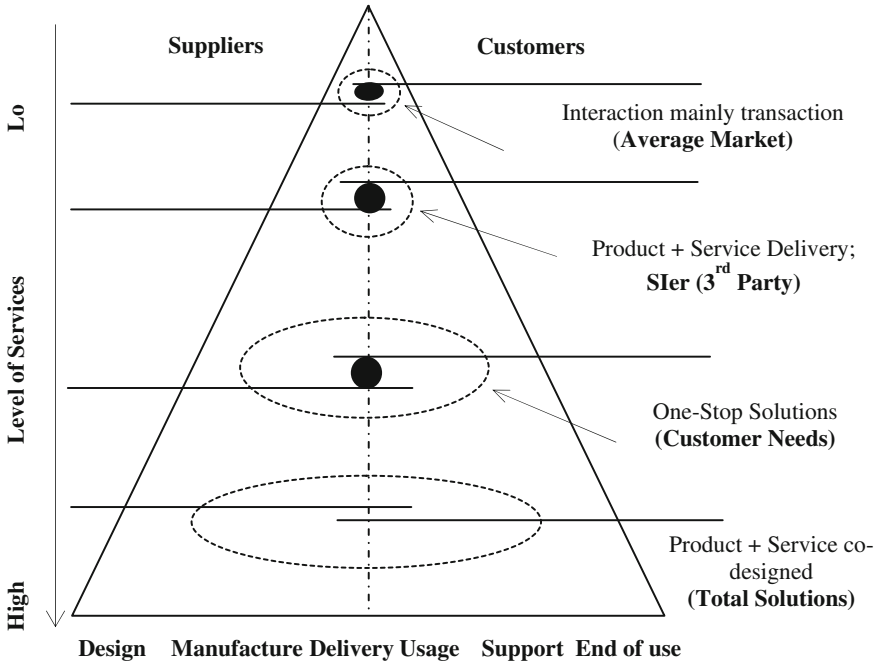 Suppliers
Customers
Lo
Interaction mainly transaction
(Average Market)
Product + Service Delivery;
SIer (3rd Party)
Level of Services
One-Stop Solutions
(Customer Needs)
Product + Service co-
designed
(Total Solutions)
High
Design Manufacture Delivery Usage Support End of use